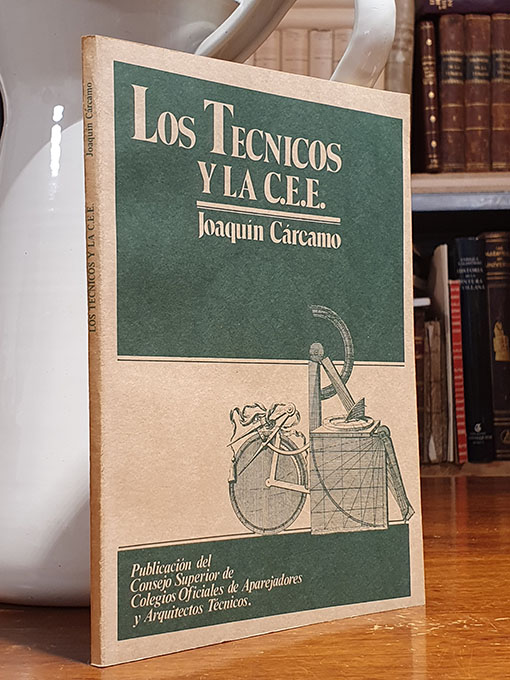 LOS TECNICOS
Y LA C.E.E.
Joaquín Cárcamo
Publicación del
Consejo Superior de
Colegios Oficiales de Aparejadores
y Arquitectos Técnicos.
LOS TECNICOS Y LA C.E.E.
Joaquín Cárcamo